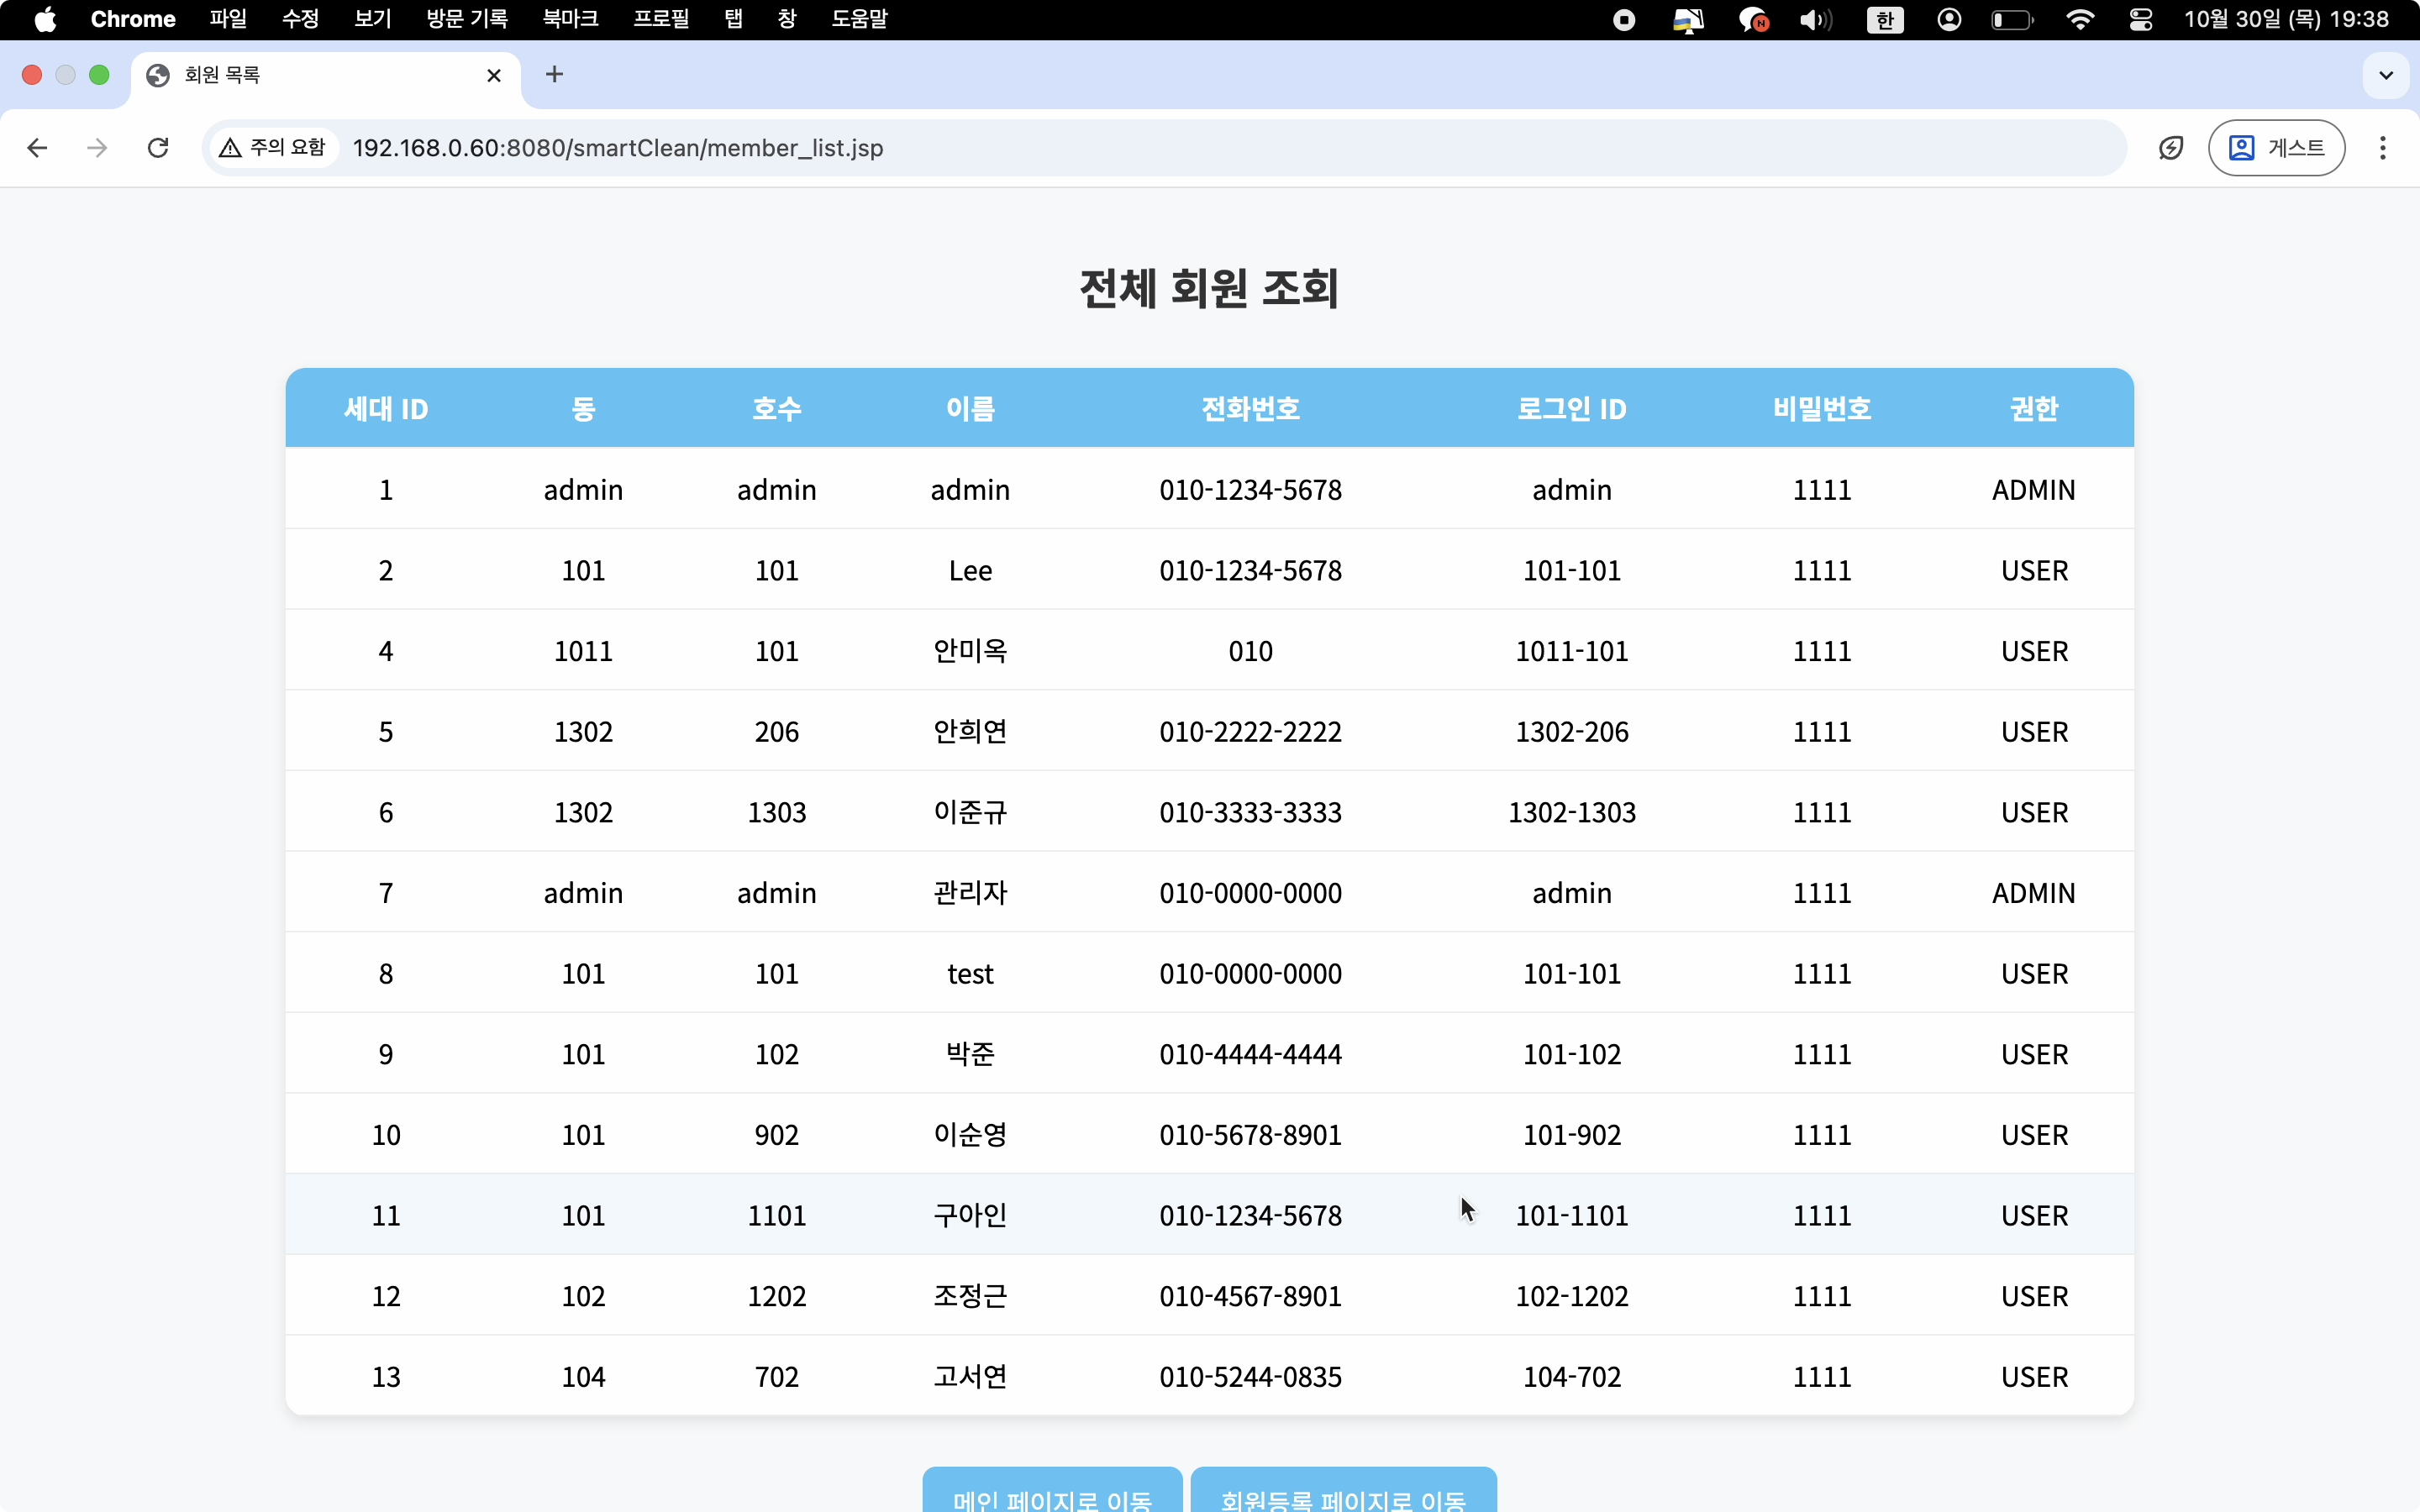 Chrome 파일 수정 보기 방문 기록 북마크 프로필 탭 창 도움말 N 한 10월 30일 (목) 19:38
회원 목록
주의 요함 192.168.0.60:8080/smartClean/member_list.jsp 게스트
전체 회원 조회
세대 ID 동 호수 이름 전화번호 로그인 ID 비밀번호 권한
1 admin admin admin 010-1234-5678 admin 1111 ADMIN
2 101 101 Lee 010-1234-5678 101-101 1111 USER
4 1011 101 안미옥 010 1011-101 1111 USER
5 1302 206 안희연 010-2222-2222 1302-206 1111 USER
6 1302 1303 이준규 010-3333-3333 1302-1303 1111 USER
7 admin admin 관리자 010-0000-0000 admin 1111 ADMIN
8 101 101 test 010-0000-0000 101-101 1111 USER
9 101 102 박준 010-4444-4444 101-102 1111 USER
10 101 902 이순영 010-5678-8901 101-902 1111 USER
11 101 1101 구아인 010-1234-5678 101-1101 1111 USER
12 102 1202 조정근 010-4567-8901 102-1202 1111 USER
13 104 702 고서연 010-5244-0835 104-702 1111 USER
메인 페이지로 이동 회원등록 페이지로 이동